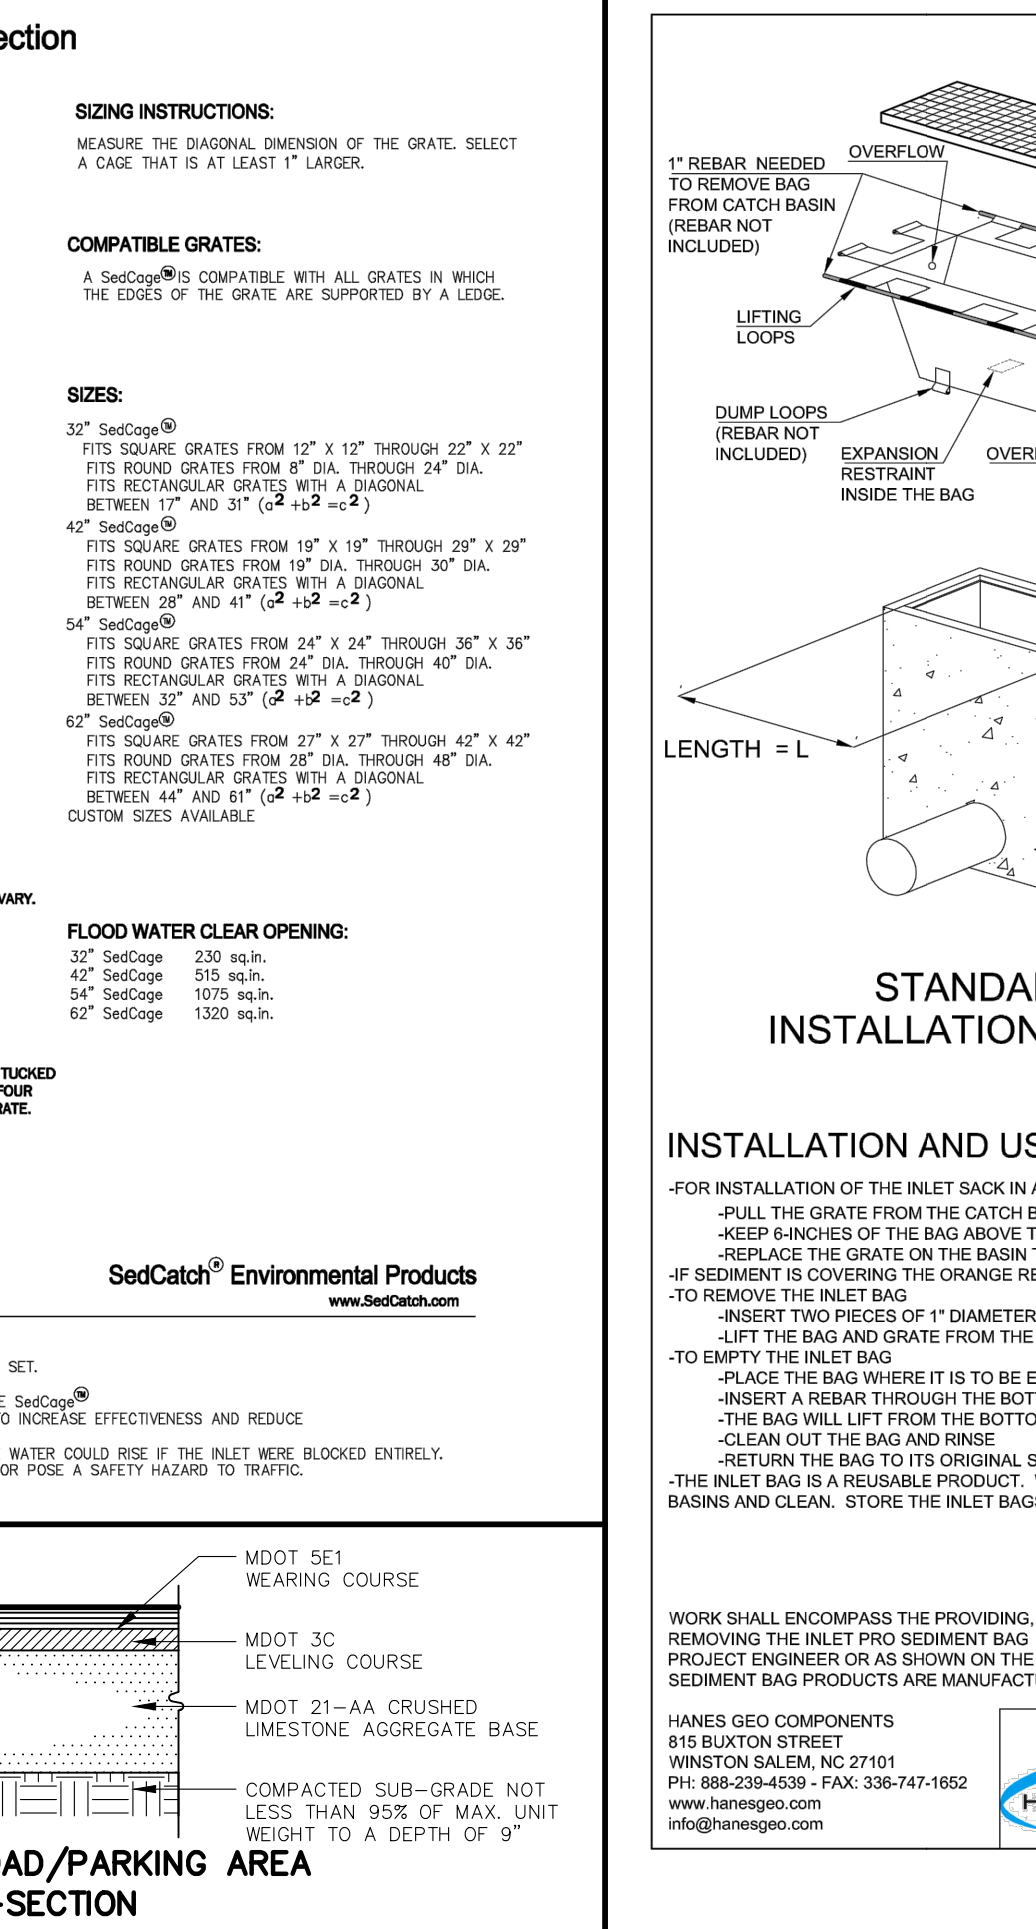 ection
SIZING INSTRUCTIONS:
MEASURE THE DIAGONAL DIMENSION OF THE GRATE. SELECT
A CAGE THAT IS AT LEAST 1" LARGER.
COMPATIBLE GRATES:
A SedCage™ IS COMPATIBLE WITH ALL GRATES IN WHICH
THE EDGES OF THE GRATE ARE SUPPORTED BY A LEDGE.
SIZES:
32" SedCage™
FITS SQUARE GRATES FROM 12" X 12" THROUGH 22" X 22"
FITS ROUND GRATES FROM 8" DIA. THROUGH 24" DIA.
FITS RECTANGULAR GRATES WITH A DIAGONAL
BETWEEN 17" AND 31" (a2 +b2 =c2 )
42" SedCage™
FITS SQUARE GRATES FROM 19" X 19" THROUGH 29" X 29"
FITS ROUND GRATES FROM 19" DIA. THROUGH 30" DIA.
FITS RECTANGULAR GRATES WITH A DIAGONAL
BETWEEN 28" AND 41" (a2 +b2 =c2 )
54" SedCage™
FITS SQUARE GRATES FROM 24" X 24" THROUGH 36" X 36"
FITS ROUND GRATES FROM 24" DIA. THROUGH 40" DIA.
FITS RECTANGULAR GRATES WITH A DIAGONAL
BETWEEN 32" AND 53" (a2 +b2 =c2 )
62" SedCage™
FITS SQUARE GRATES FROM 27" X 27" THROUGH 42" X 42"
FITS ROUND GRATES FROM 28" DIA. THROUGH 48" DIA.
FITS RECTANGULAR GRATES WITH A DIAGONAL
BETWEEN 44" AND 61" (a2 +b2 =c2 )
CUSTOM SIZES AVAILABLE
VARY.
FLOOD WATER CLEAR OPENING:
32" SedCage 230 sq.in.
42" SedCage 515 sq.in.
54" SedCage 1075 sq.in.
62" SedCage 1320 sq.in.
TUCKED
FOUR
RATE.
SedCatch® Environmental Products
www.SedCatch.com
SET.
E SedCage™
O INCREASE EFFECTIVENESS AND REDUCE
WATER COULD RISE IF THE INLET WERE BLOCKED ENTIRELY.
OR POSE A SAFETY HAZARD TO TRAFFIC.
MDOT 5E1
WEARING COURSE
MDOT 3C
LEVELING COURSE
MDOT 21-AA CRUSHED
LIMESTONE AGGREGATE BASE
COMPACTED SUB-GRADE NOT
LESS THAN 95% OF MAX. UNIT
WEIGHT TO A DEPTH OF 9"
OAD/PARKING AREA
-SECTION
OVERFLOW
1" REBAR NEEDED
TO REMOVE BAG
FROM CATCH BASIN
(REBAR NOT
INCLUDED)
LIFTING
LOOPS
DUMP LOOPS
(REBAR NOT
INCLUDED)
EXPANSION
RESTRAINT
INSIDE THE BAG
OVER
LENGTH = L
STANDA
INSTALLATION
INSTALLATION AND US
-FOR INSTALLATION OF THE INLET SACK IN A
-PULL THE GRATE FROM THE CATCH B
-KEEP 6-INCHES OF THE BAG ABOVE T
-REPLACE THE GRATE ON THE BASIN T
-IF SEDIMENT IS COVERING THE ORANGE RE
-TO REMOVE THE INLET BAG
-INSERT TWO PIECES OF 1" DIAMETER
-LIFT THE BAG AND GRATE FROM THE
-TO EMPTY THE INLET BAG
-PLACE THE BAG WHERE IT IS TO BE E
-INSERT A REBAR THROUGH THE BOTT
-THE BAG WILL LIFT FROM THE BOTTO
-CLEAN OUT THE BAG AND RINSE
-RETURN THE BAG TO ITS ORIGINAL S
-THE INLET BAG IS A REUSABLE PRODUCT.
BASINS AND CLEAN. STORE THE INLET BAGS
WORK SHALL ENCOMPASS THE PROVIDING,
REMOVING THE INLET PRO SEDIMENT BAG
PROJECT ENGINEER OR AS SHOWN ON THE
SEDIMENT BAG PRODUCTS ARE MANUFACTU
HANES GEO COMPONENTS
815 BUXTON STREET
WINSTON SALEM, NC 27101
PH: 888-239-4539 - FAX: 336-747-1652
www.hanesgeo.com
info@hanesgeo.com
H